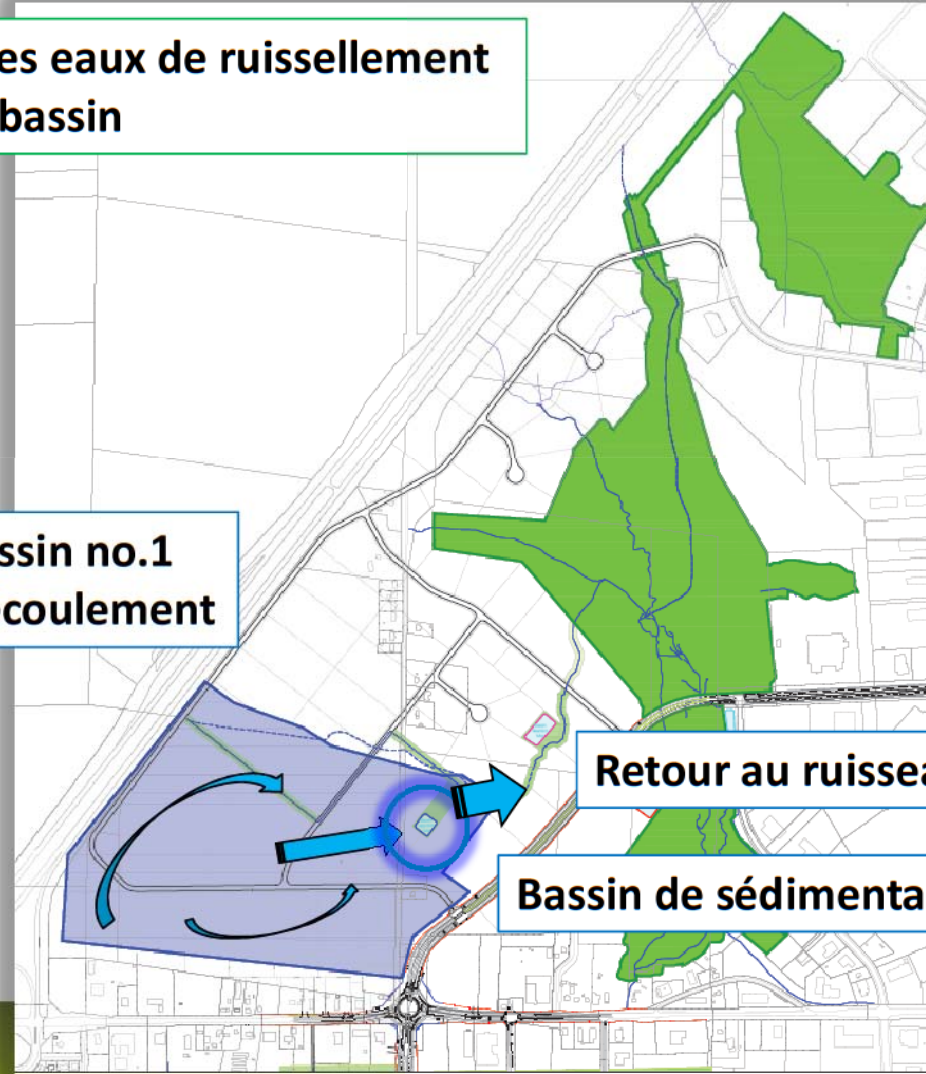 es eaux de ruissellement
bassin
ssin no.1
coulement
Retour au ruissea
Bassin de sédimenta